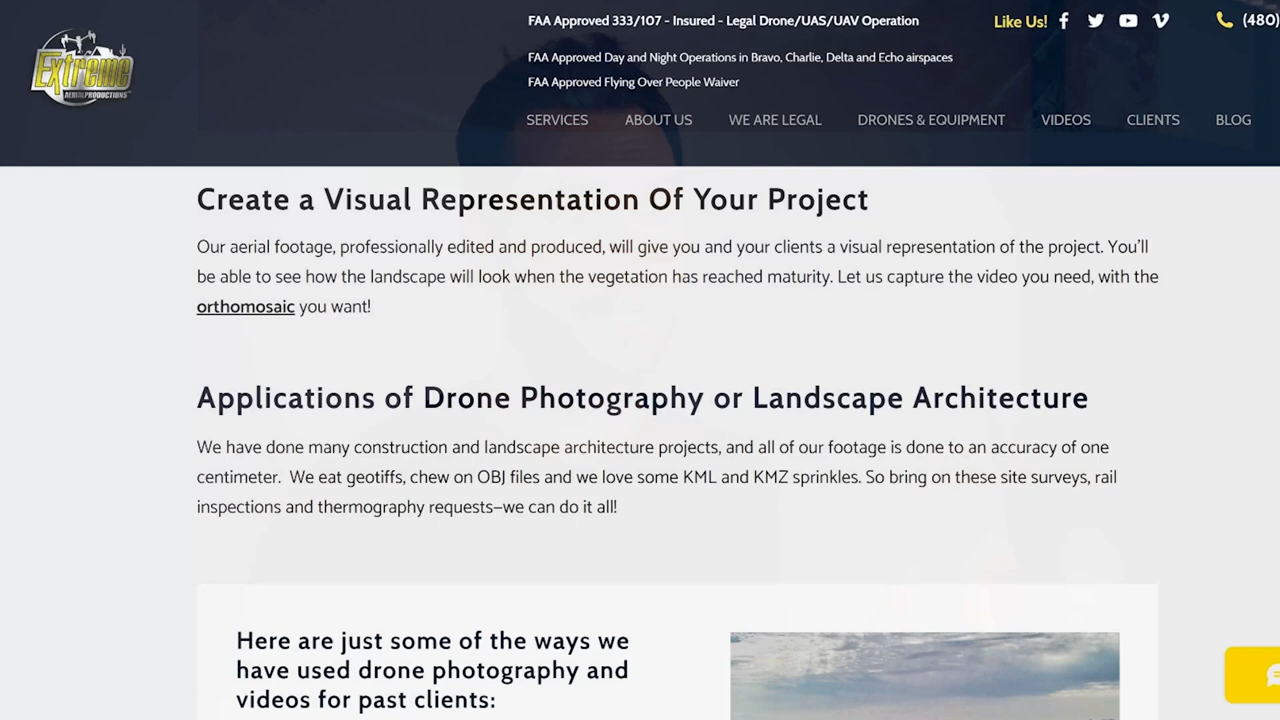 FAA Approved 333/107 - Insured - Legal Drone/UAS/UAV Operation
Like Us!
(480)
FAA Approved Day and Night Operations in Bravo, Charlie, Delta and Echo airspaces
FAA Approved Flying Over People Waiver
Extreme
AERIALPRODUCTIONS
SERVICES ABOUT US WE ARE LEGAL DRONES & EQUIPMENT VIDEOS CLIENTS BLOG
Create a Visual Representation Of Your Project
Our aerial footage, professionally edited and produced, will give you and your clients a visual representation of the project. You'll
be able to see how the landscape will look when the vegetation has reached maturity. Let us capture the video you need, with the
orthomosaic you want!
Applications of Drone Photography or Landscape Architecture
We have done many construction and landscape architecture projects, and all of our footage is done to an accuracy of one
centimeter. We eat geotiffs, chew on OBJ files and we love some KML and KMZ sprinkles. So bring on these site surveys, rail
inspections and thermography requests—we can do it all!
Here are just some of the ways we
have used drone photography and
videos for past clients: